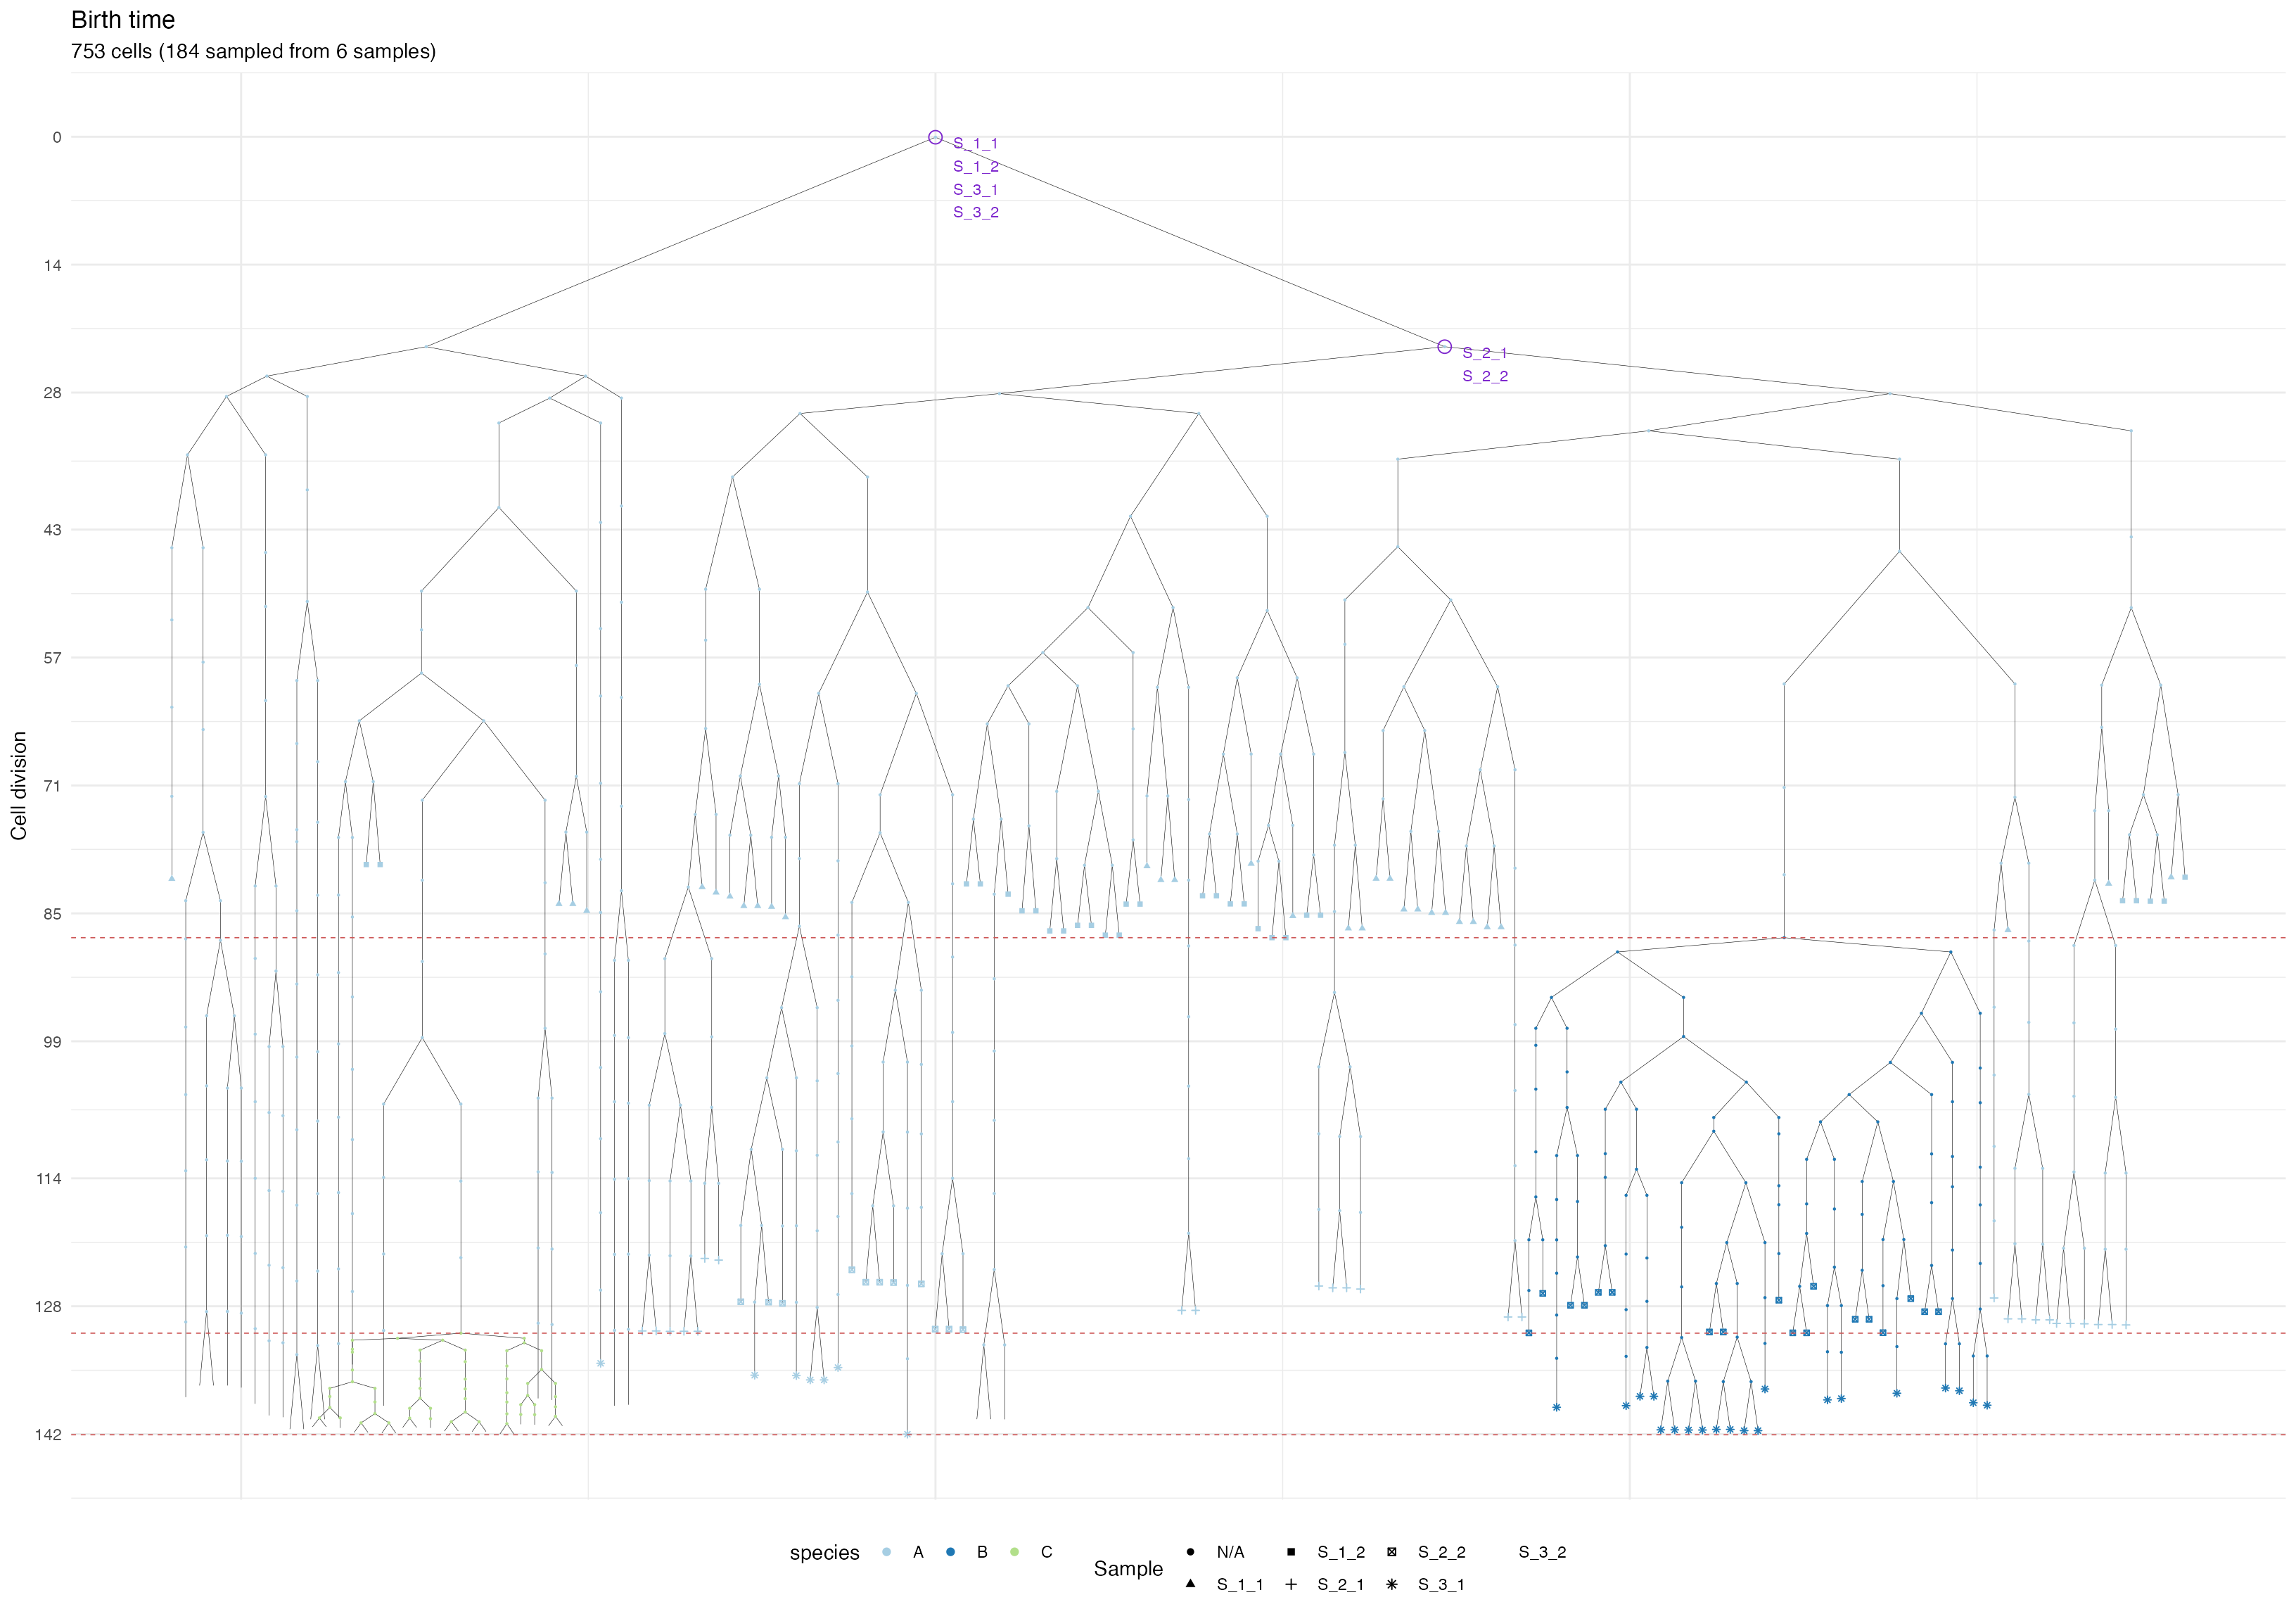 Birth time
753 cells (184 sampled from 6 samples)
0
S_1_1
S_1_2
S_3_1
S_3_2
14
S_2_1
S_2_2
28
43
57
71
85
99
114
128
142
Cell division
species
A
B
C
Sample
N/A
S_1_2
S_2_2
S_3_2
S_1_1
S_2_1
S_3_1